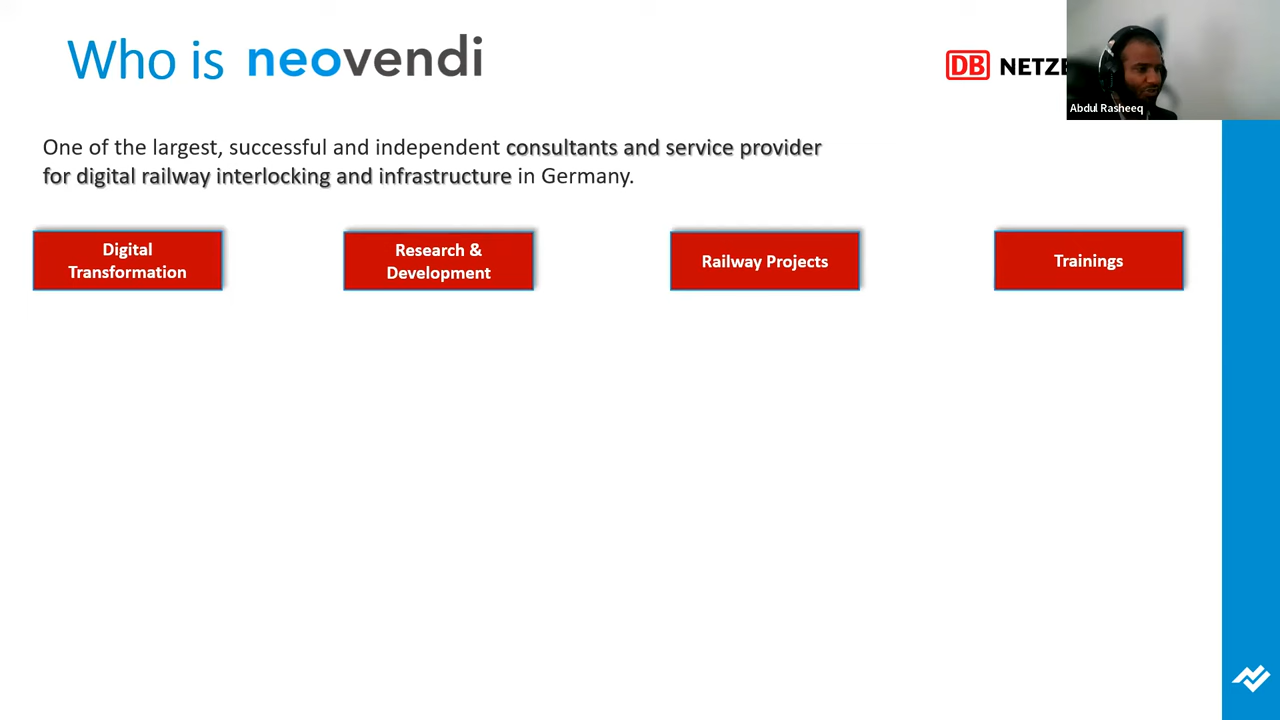 Who is neovendi
DB NETZE
Abdul Rasheeq
One of the largest, successful and independent consultants and service provider
for digital railway interlocking and infrastructure in Germany.
Digital
Transformation
Research &
Development
Railway Projects
Trainings